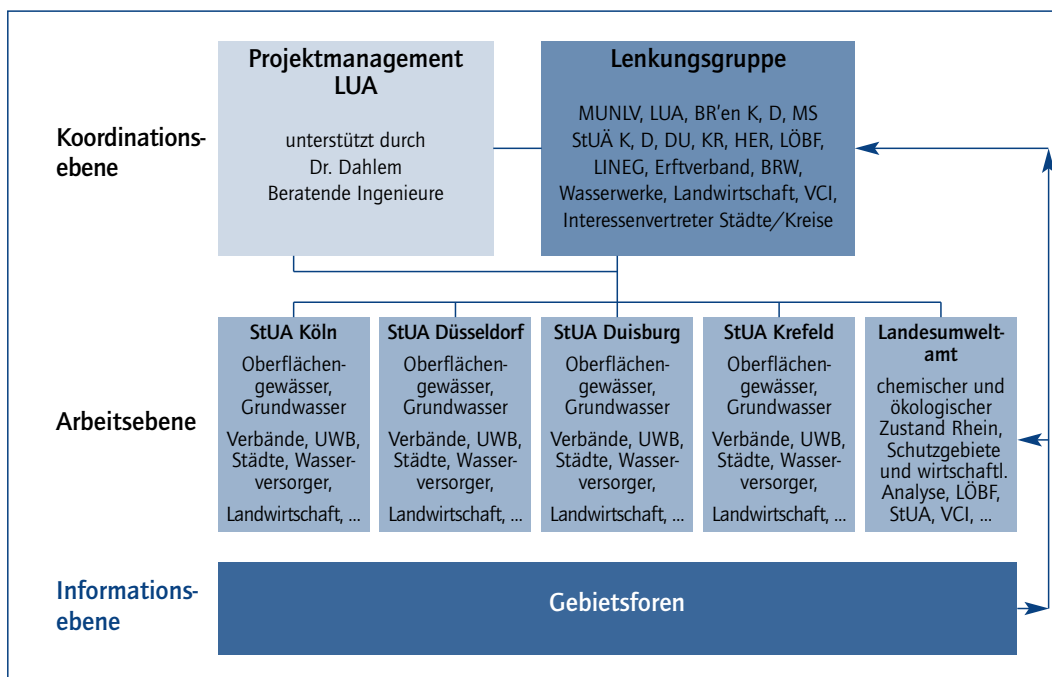 Koordinations-
ebene
Projektmanagement
LUA
unterstützt durch
Dr. Dahlem
Beratende Ingenieure
Lenkungsgruppe
MUNLV, LUA, BR’en K, D, MS
StUÄ K, D, DU, KR, HER, LÖBF,
LINEG, Erftverband, BRW,
Wasserwerke, Landwirtschaft, VCI,
Interessenvertreter Städte/Kreise
Arbeitsebene
StUA Köln
Oberflächen-
gewässer,
Grundwasser
Verbände, UWB,
Städte, Wasser-
versorger,
Landwirtschaft, ...
StUA Düsseldorf
Oberflächen-
gewässer,
Grundwasser
Verbände, UWB,
Städte, Wasser-
versorger,
Landwirtschaft, ...
StUA Duisburg
Oberflächen-
gewässer,
Grundwasser
Verbände, UWB,
Städte, Wasser-
versorger,
Landwirtschaft, ...
StUA Krefeld
Oberflächen-
gewässer,
Grundwasser
Verbände, UWB,
Städte, Wasser-
versorger,
Landwirtschaft, ...
Landesumwelt-
amt
chemischer und
ökologischer
Zustand Rhein,
Schutzgebiete
und wirtschaftl.
Analyse, LÖBF,
StUA, VCI, ...
Informations-
ebene
Gebietsforen